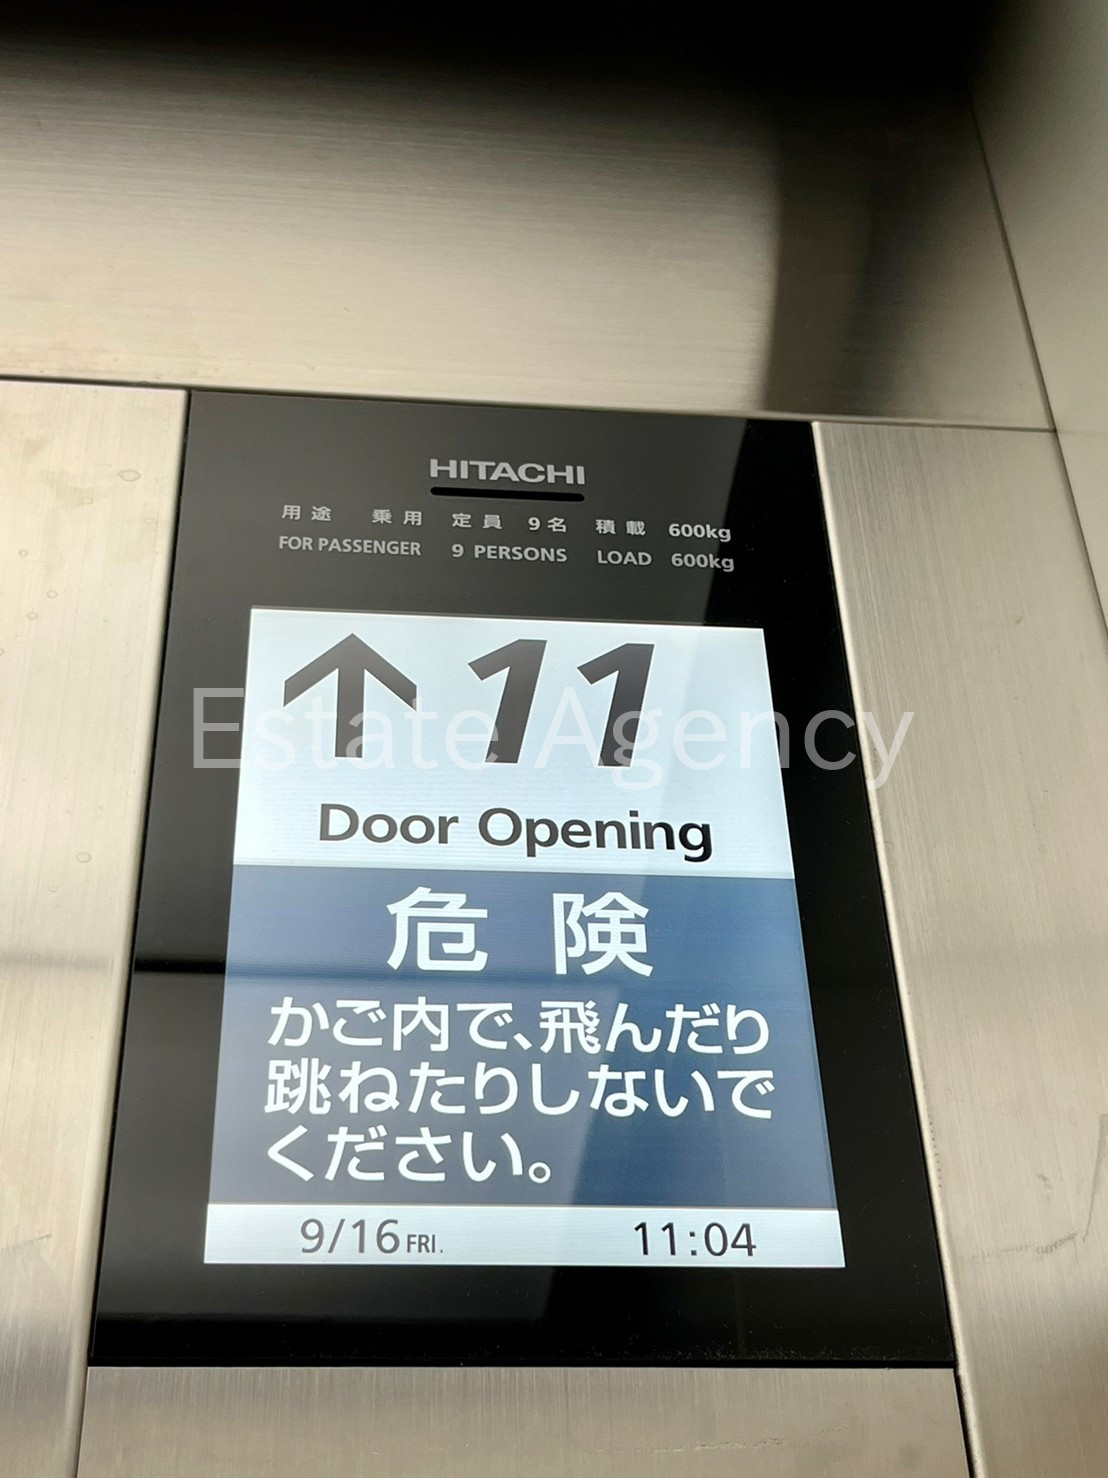 HITACHI
用途 乗用 定員 9名 積載 600kg
FOR PASSENGER 9 PERSONS LOAD 600kg
↑ 11
Estate Agency
Door Opening
危険
かご内で、飛んだり
跳ねたりしないで
ください。
9/16 FRI. 11:04